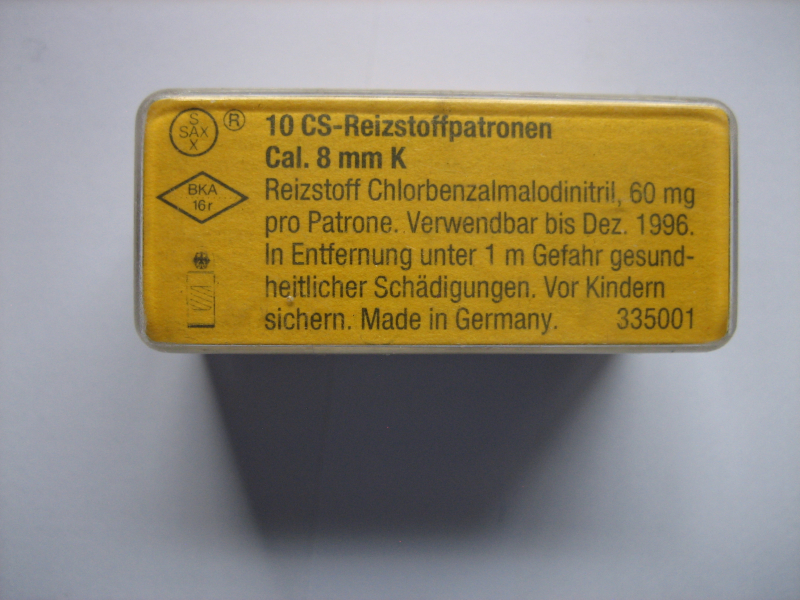 S
SAX
X
®
10 CS-Reizstoffpatronen
Cal. 8 mm K
BKA
16 r
Reizstoff Chlorbenzalmalodinitril, 60 mg
pro Patrone. Verwendbar bis Dez. 1996.
In Entfernung unter 1 m Gefahr gesund-
heitlicher Schädigungen. Vor Kindern
sichern. Made in Germany. 335001